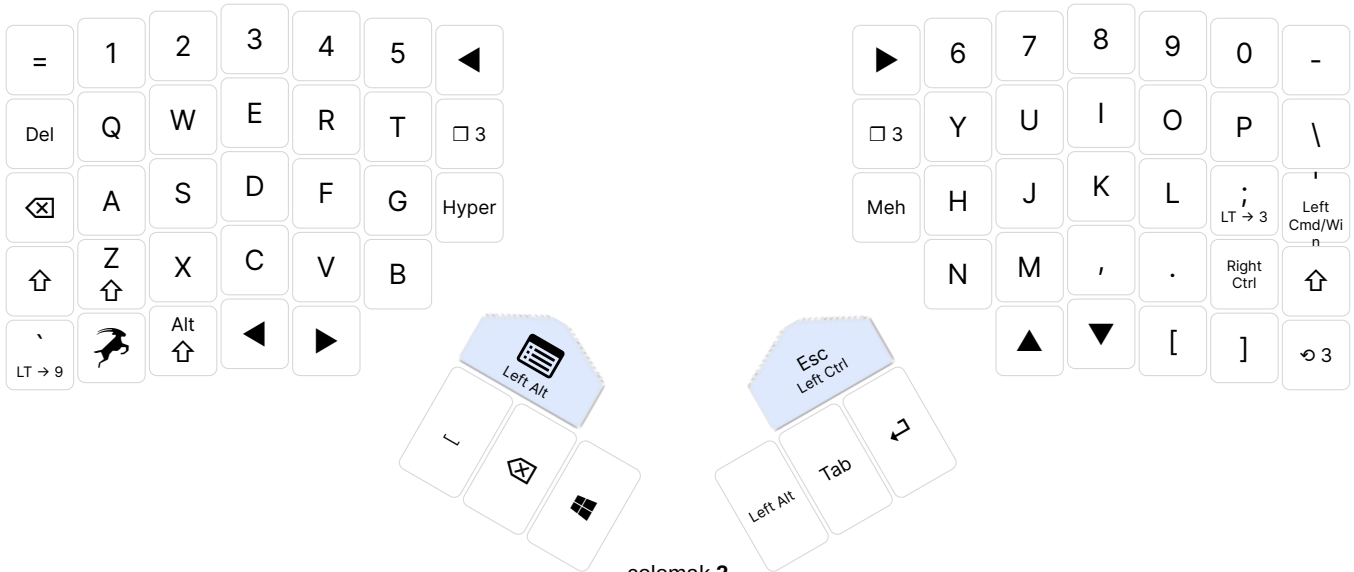 = 1 2 3 4 5 ◀ ▶ 6 7 8 9 0 -
Del Q W E R T ❐ 3 ❐ 3 Y U I O P \
⌫ A S D F G Hyper Meh H J K L ; '
LT → 3 Left
Cmd/Wi
n
⇧ Z X C V B N M , . Right ⇧
⇧ Ctrl
` Alt ◀ ▶ ▲ ▼ [ ] ⟲ 3
LT → 9 ⇧
Left Alt
Esc
Left Ctrl
⌫
Left Alt Tab ↵